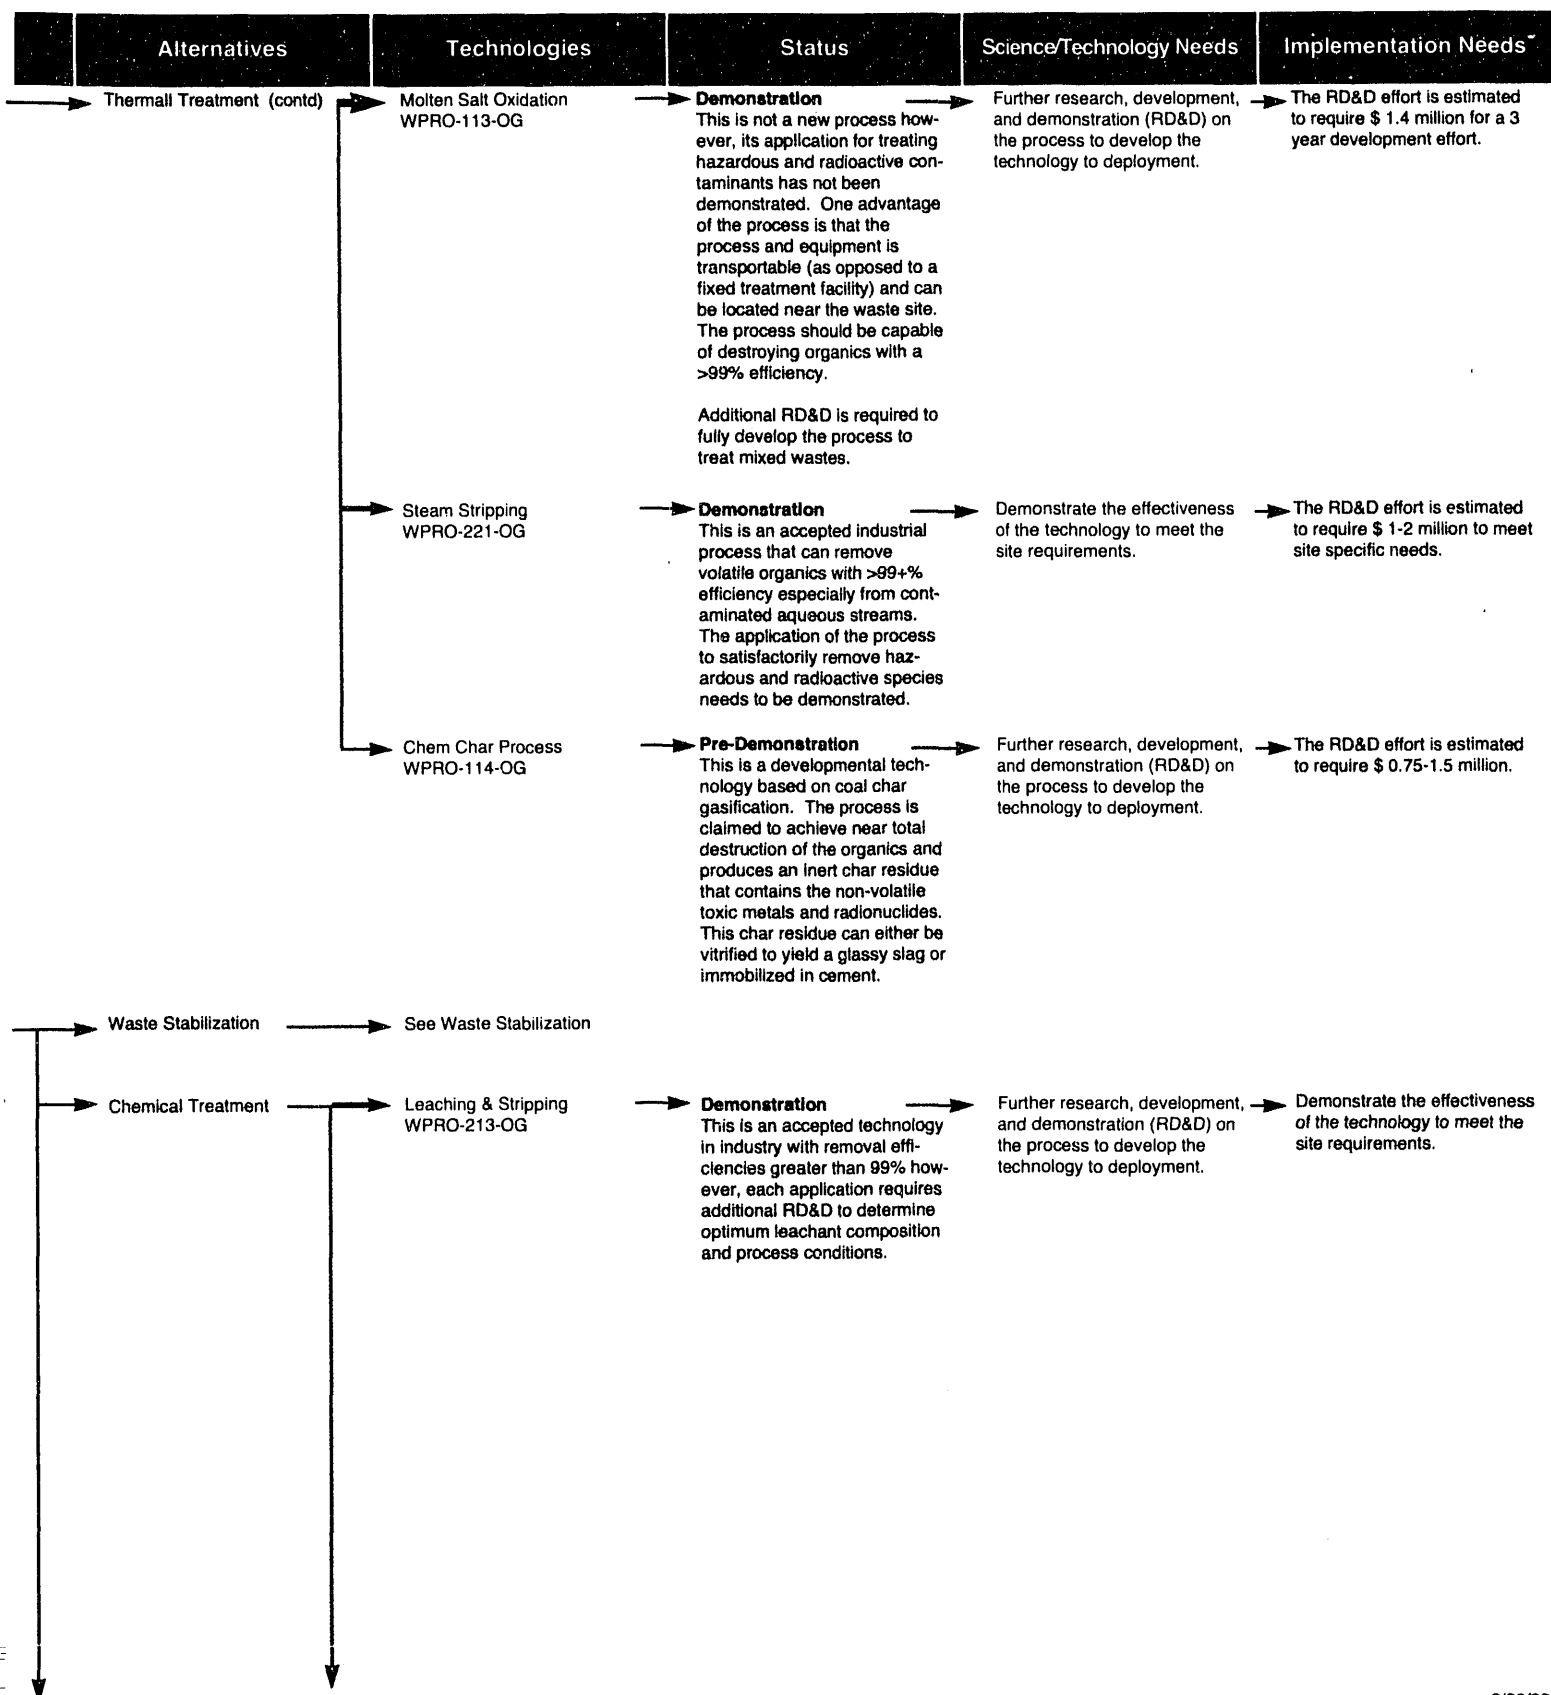 Alternatives
Technologies
Status
Science/Technology Needs
Implementation Needs
Thermall Treatment (contd)
Molten Salt Oxidation
WPRO-113-OG
Demonstration
This is not a new process how-
ever, its application for treating
hazardous and radioactive con-
taminants has not been
demonstrated. One advantage
of the process is that the
process and equipment is
transportable (as opposed to a
fixed treatment facility) and can
be located near the waste site.
The process should be capable
of destroying organics with a
>99% efficiency.
Additional RD&D is required to
fully develop the process to
treat mixed wastes.
Further research, development,
and demonstration (RD&D) on
the process to develop the
technology to deployment.
The RD&D effort is estimated
to require $ 1.4 million for a 3
year development effort.
Steam Stripping
WPRO-221-OG
Demonstration
This is an accepted industrial
process that can remove
volatile organics with >99+%
efficiency especially from cont-
aminated aqueous streams.
The application of the process
to satisfactorily remove haz-
ardous and radioactive species
needs to be demonstrated.
Demonstrate the effectiveness
of the technology to meet the
site requirements.
The RD&D effort is estimated
to require $ 1-2 million to meet
site specific needs.
Chem Char Process
WPRO-114-OG
Pre-Demonstration
This is a developmental tech-
nology based on coal char
gasification. The process is
claimed to achieve near total
destruction of the organics and
produces an inert char residue
that contains the non-volatile
toxic metals and radionuclides.
This char residue can either be
vitrified to yield a glassy slag or
immobilized in cement.
Further research, development,
and demonstration (RD&D) on
the process to develop the
technology to deployment.
The RD&D effort is estimated
to require $ 0.75-1.5 million.
Waste Stabilization
See Waste Stabilization
Chemical Treatment
Leaching & Stripping
WPRO-213-OG
Demonstration
This is an accepted technology
in industry with removal effi-
ciencies greater than 99% how-
ever, each application requires
additional RD&D to determine
optimum leachant composition
and process conditions.
Further research, development,
and demonstration (RD&D) on
the process to develop the
technology to deployment.
Demonstrate the effectiveness
of the technology to meet the
site requirements.